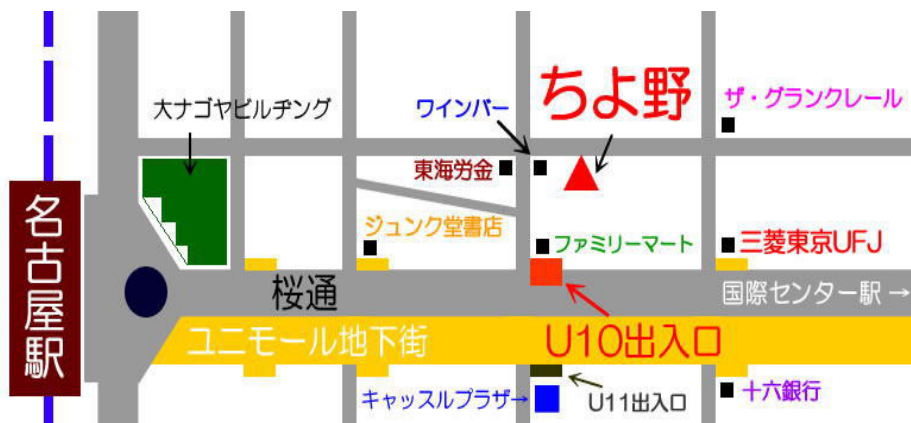 ちよ野
ザ・グランクレール
大ナゴヤビルヂング
ワインバー
東海労金
名古屋駅
ジュンク堂書店
ファミリーマート
三菱東京UFJ
桜通
国際センター駅→
ユニモール地下街
U10出入口
キャッスルプラザ→
U11出入口
十六銀行